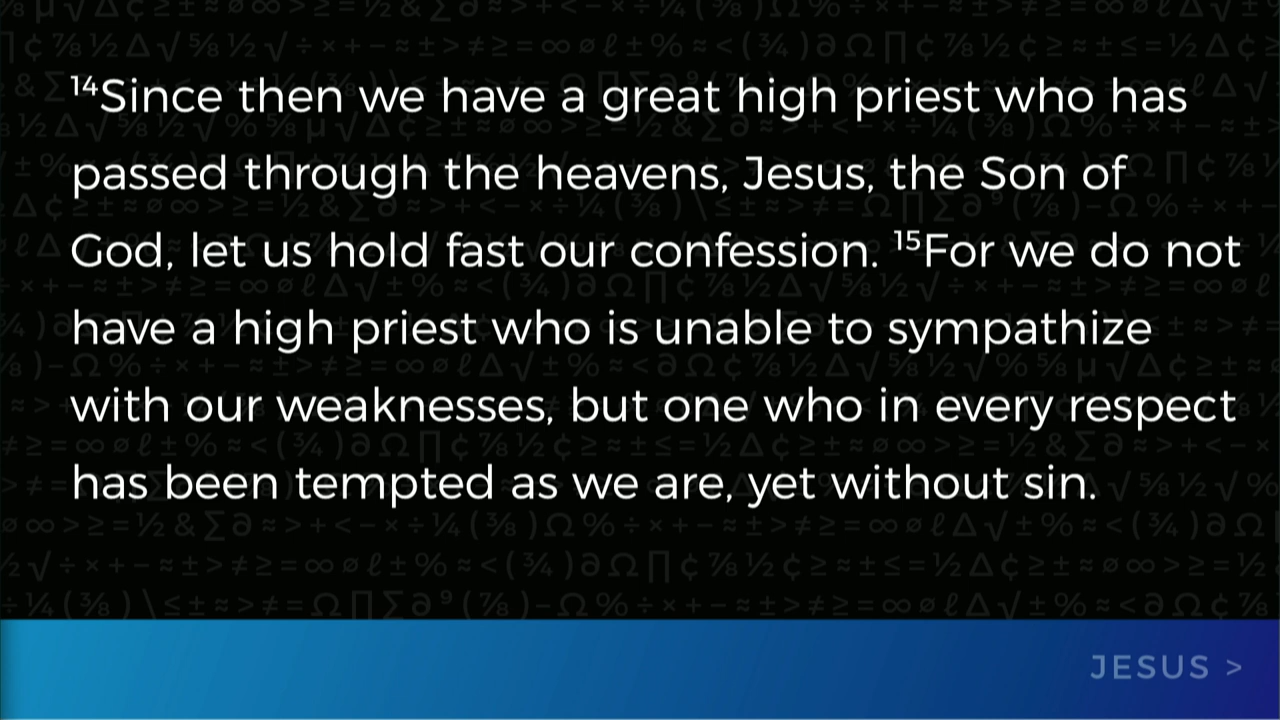 ¹⁴Since then we have a great high priest who has
passed through the heavens, Jesus, the Son of
God, let us hold fast our confession. ¹⁵For we do not
have a high priest who is unable to sympathize
with our weaknesses, but one who in every respect
has been tempted as we are, yet without sin.
JESUS >